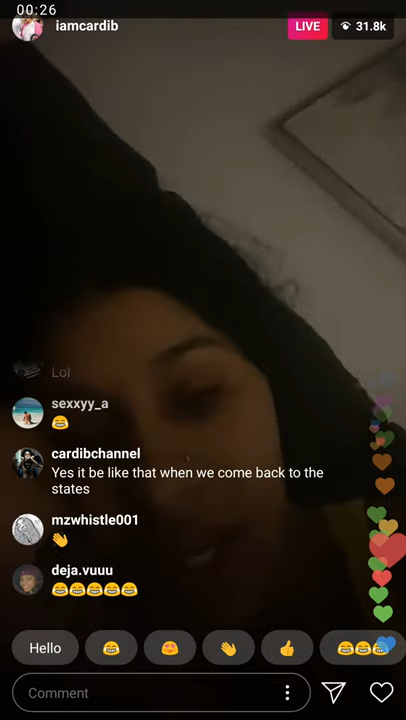 00:26
iamcardib
LIVE
31.8k
Lol
sexxyy_a
😂
cardibchannel
Yes it be like that when we come back to the
states
mzwhistle001
👋
deja.vuuu
😂😂😂😂😂
Hello 😂 😍 👋 👍 😂😂😂
Comment